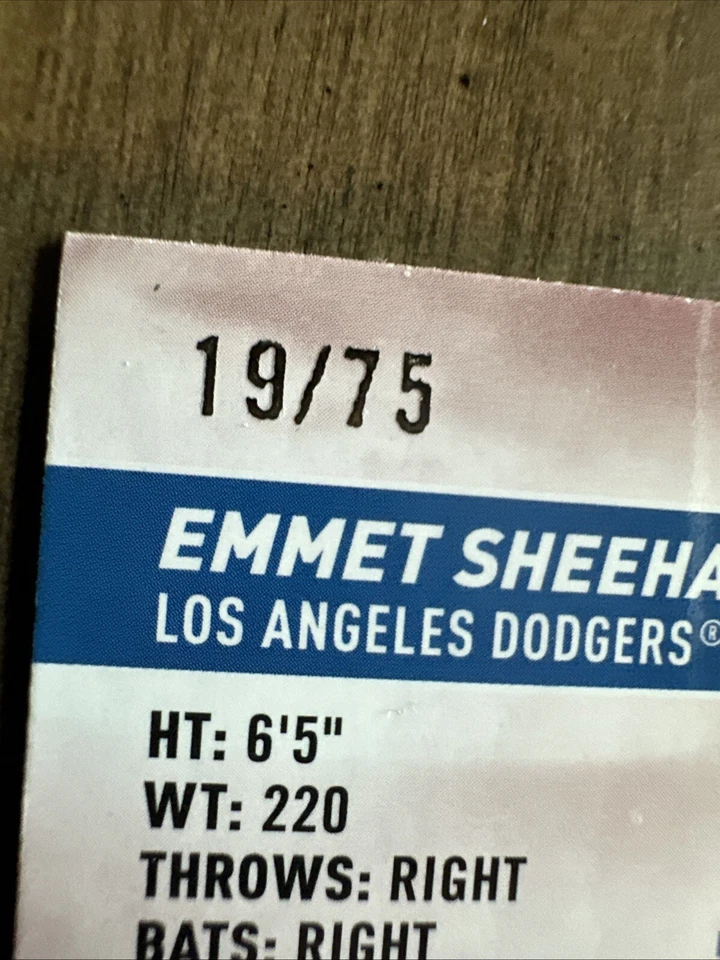 19/75
EMMET SHEEHA
LOS ANGELES DODGERS®
HT: 6'5"
WT: 220
THROWS: RIGHT
BATS: RIGHT